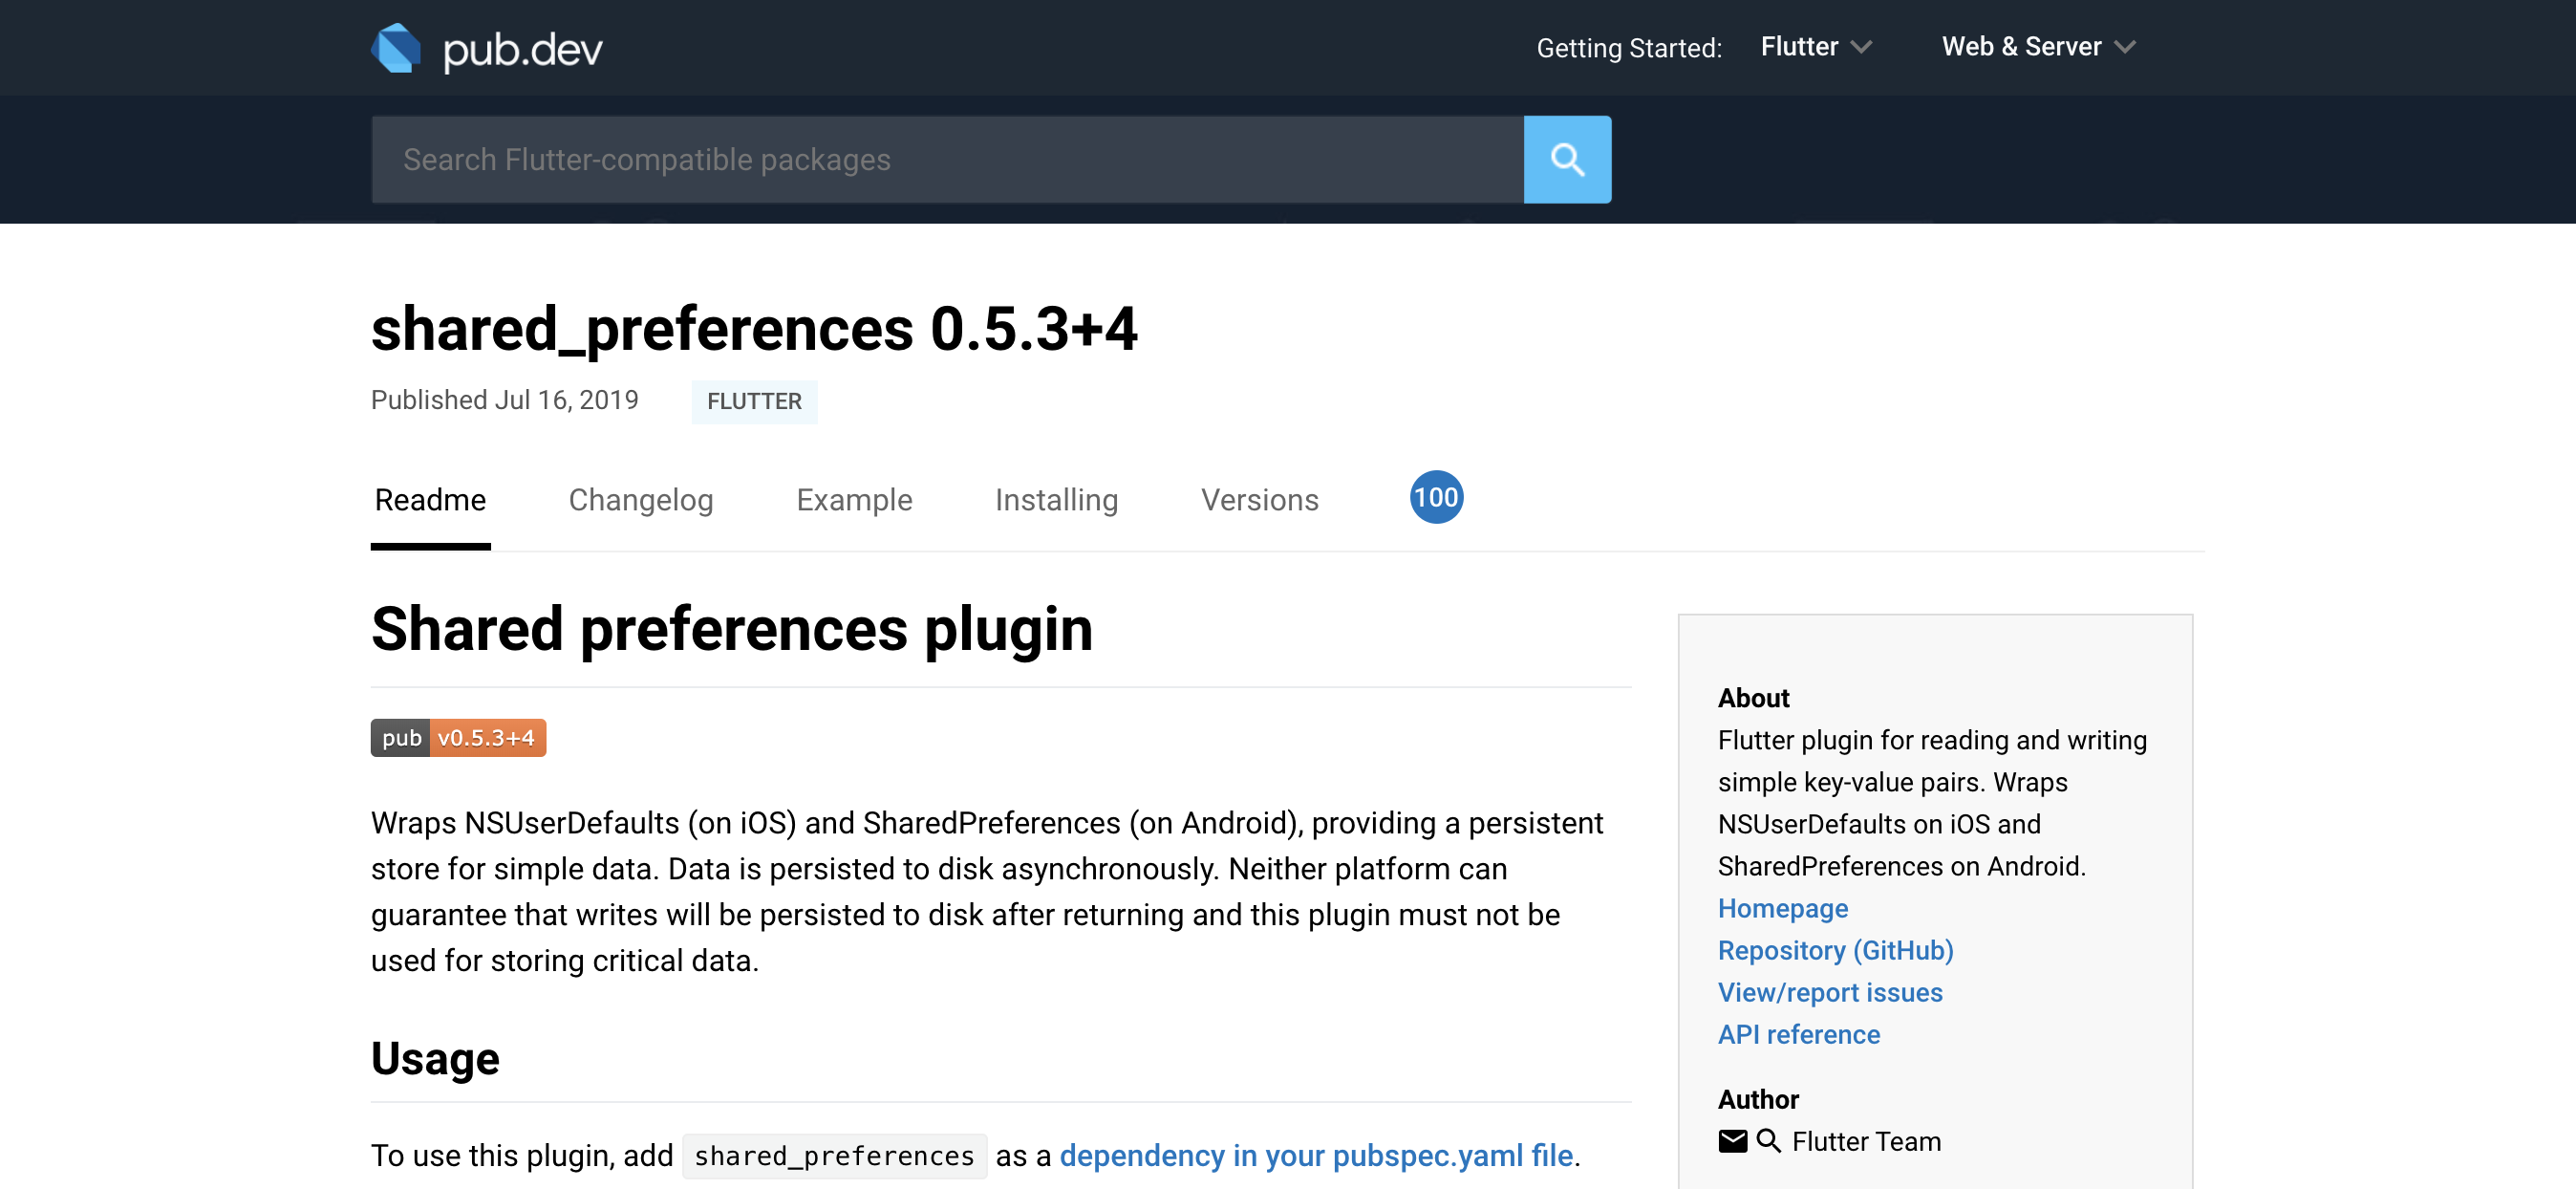 pub.dev
Getting Started: Flutter Web & Server
Search Flutter-compatible packages
shared_preferences 0.5.3+4
Published Jul 16, 2019 FLUTTER
Readme Changelog Example Installing Versions 100
Shared preferences plugin
pub v0.5.3+4
Wraps NSUserDefaults (on iOS) and SharedPreferences (on Android), providing a persistent
store for simple data. Data is persisted to disk asynchronously. Neither platform can
guarantee that writes will be persisted to disk after returning and this plugin must not be
used for storing critical data.
Usage
To use this plugin, add shared_preferences as a dependency in your pubspec.yaml file.
About
Flutter plugin for reading and writing
simple key-value pairs. Wraps
NSUserDefaults on iOS and
SharedPreferences on Android.
Homepage
Repository (GitHub)
View/report issues
API reference
Author
Flutter Team